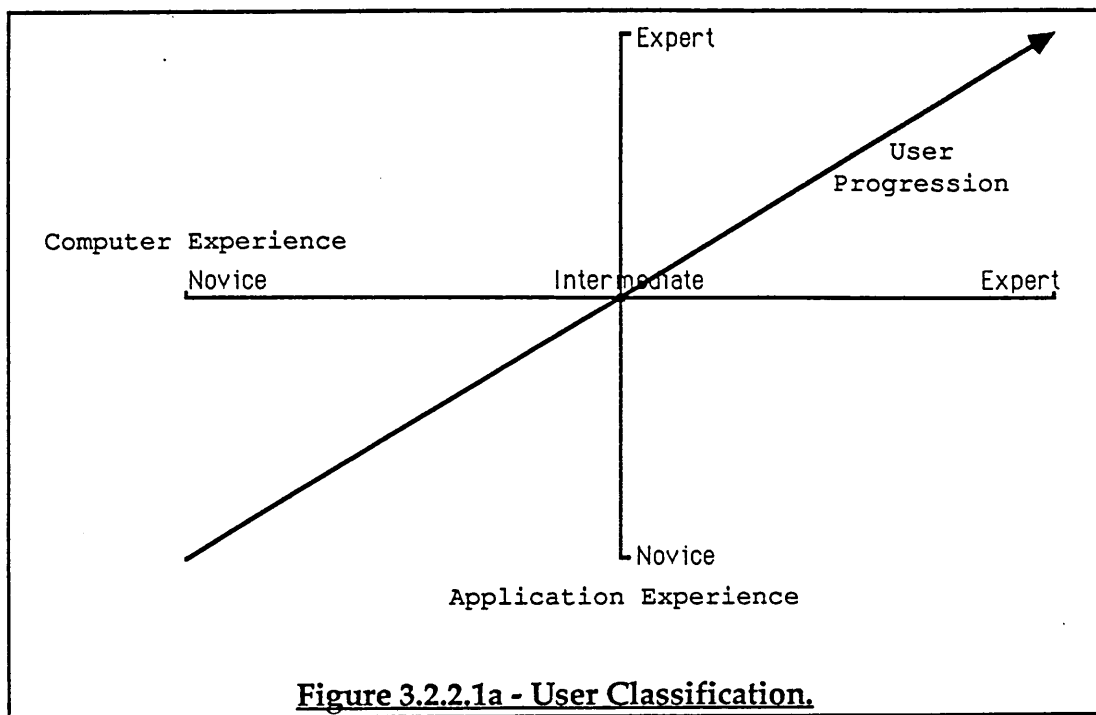 Expert
User
Progression
Computer Experience
Novice
Intermediate
Expert
Novice
Application Experience
Figure 3.2.2.1a - User Classification.